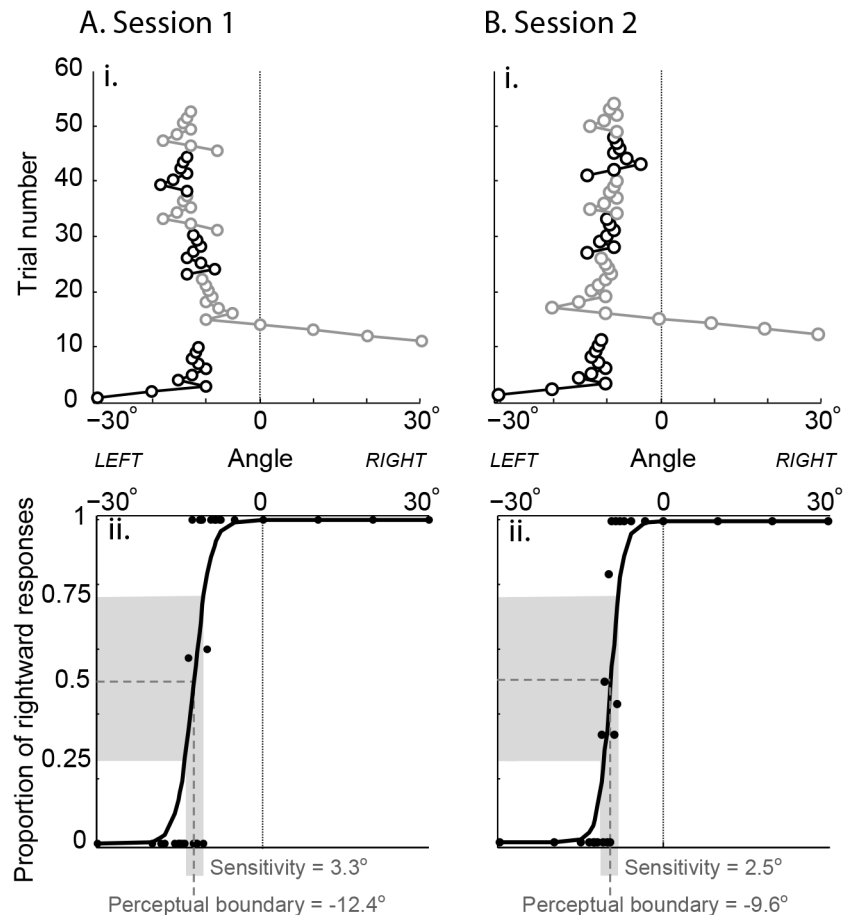 A. Session 1
B. Session 2
i.
60
50
40
30
20
10
0
Trial number
−30°
0
30°
LEFT
Angle
RIGHT
i.
−30°
0
30°
LEFT
Angle
RIGHT
−30°
0
30°
ii.
1
0.75
0.5
0.25
0
Proportion of rightward responses
Sensitivity = 3.3°
Perceptual boundary = -12.4°
−30°
0
30°
ii.
Sensitivity = 2.5°
Perceptual boundary = -9.6°